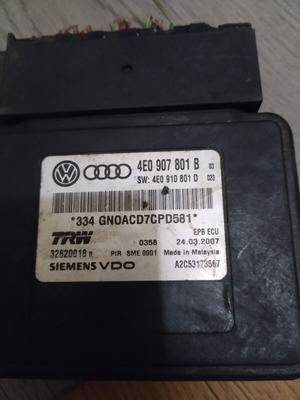 4E0 907 801 B 03
SW: 4E0 910 801 D 023
*334 GNOACD7CPD581*
TRW EPB ECU
0358 24.03.2007
32620018 PIR SME 0001 Made in Malaysia
SIEMENS VDO A2C53173567